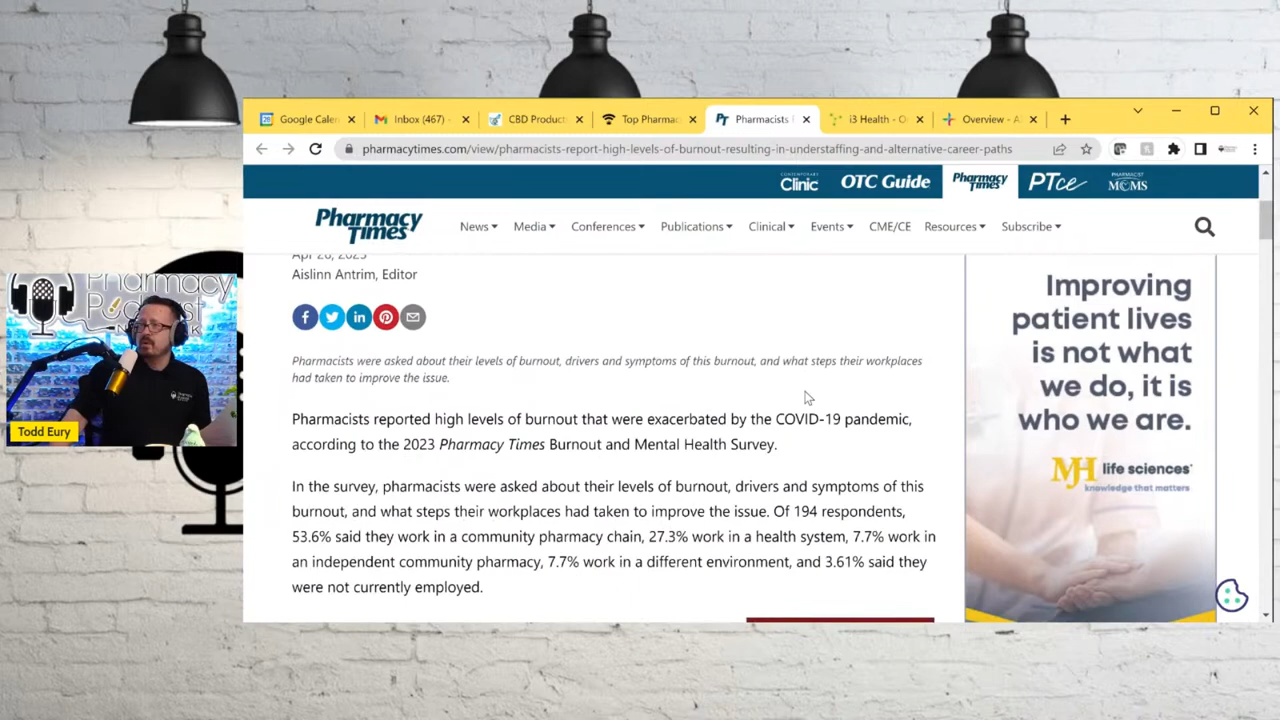 Google Calen
Inbox (467) -
CBD Product
Top Pharmac
Pharmacists
i3 Health - O
Overview - A
pharmacytimes.com/view/pharmacists-report-high-levels-of-burnout-resulting-in-understaffing-and-alternative-career-paths
CONTEMPORARY
Clinic
OTC Guide
Pharmacy
Times
PTce
PHARMACIST
MCMS
Pharmacy
Times
News
Media
Conferences
Publications
Clinical
Events
CME/CE
Resources
Subscribe
Aislinn Antrim, Editor
Pharmacists were asked about their levels of burnout, drivers and symptoms of this burnout, and what steps their workplaces
had taken to improve the issue.
Pharmacists reported high levels of burnout that were exacerbated by the COVID-19 pandemic,
according to the 2023 Pharmacy Times Burnout and Mental Health Survey.
In the survey, pharmacists were asked about their levels of burnout, drivers and symptoms of this
burnout, and what steps their workplaces had taken to improve the issue. Of 194 respondents,
53.6% said they work in a community pharmacy chain, 27.3% work in a health system, 7.7% work in
an independent community pharmacy, 7.7% work in a different environment, and 3.61% said they
were not currently employed.
Improving
patient lives
is not what
we do, it is
who we are.
MJH life sciences®
knowledge that matters
Pharmacy
Podcast
Todd Eury